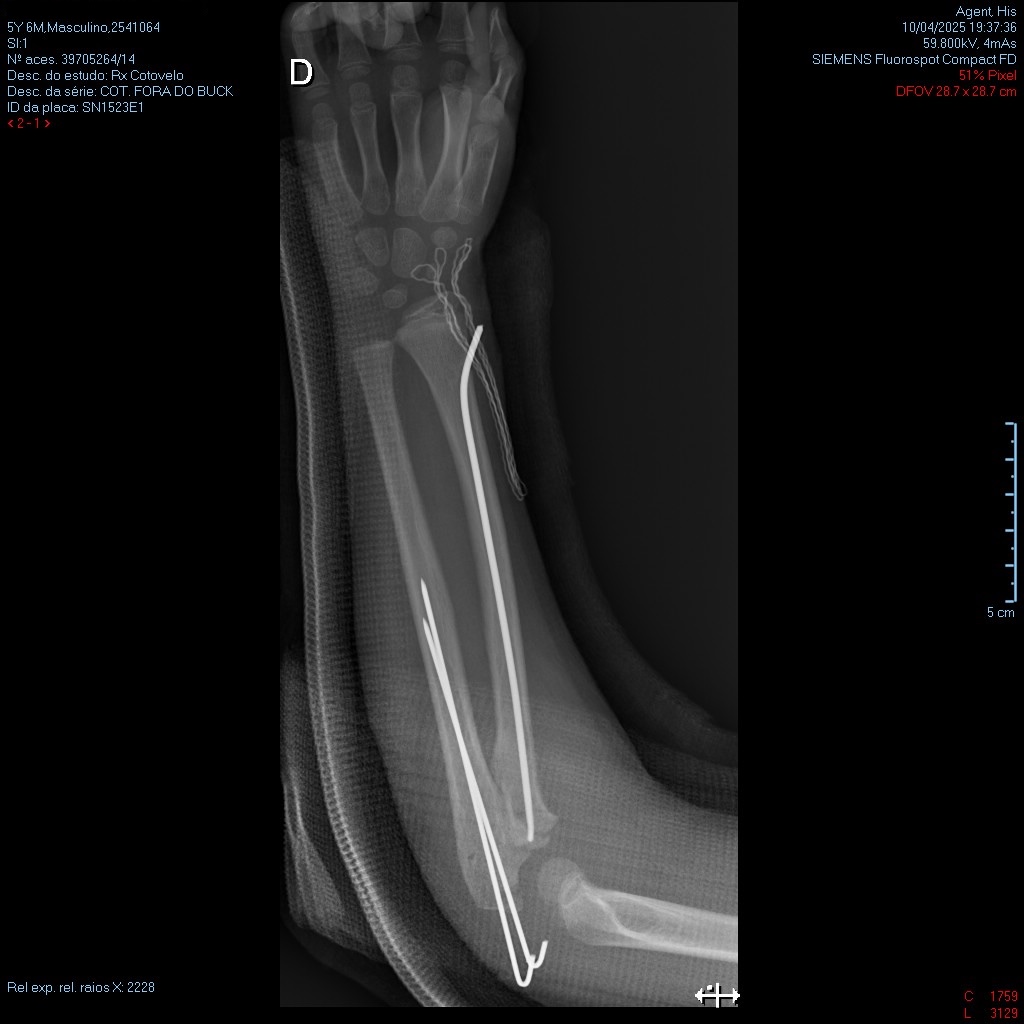 5Y 6M,Masculino,2541064
SI:1
Nº aces. 39705264/14
Desc. do estudo: Rx Cotovelo
Desc. da série: COT. FORA DO BUCK
ID da placa: SN1523E1
< 2 - 1 >
Agent, His
10/04/2025 19:37:36
59.800kV, 4mAs
SIEMENS Fluorospot Compact FD
51% Pixel
DFOV 28.7 x 28.7 cm
D
5 cm
Rel exp. rel. raios X: 2228
C 1759
L 3129